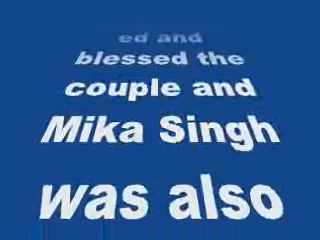 ed and
blessed the
couple and
Mika Singh
was also